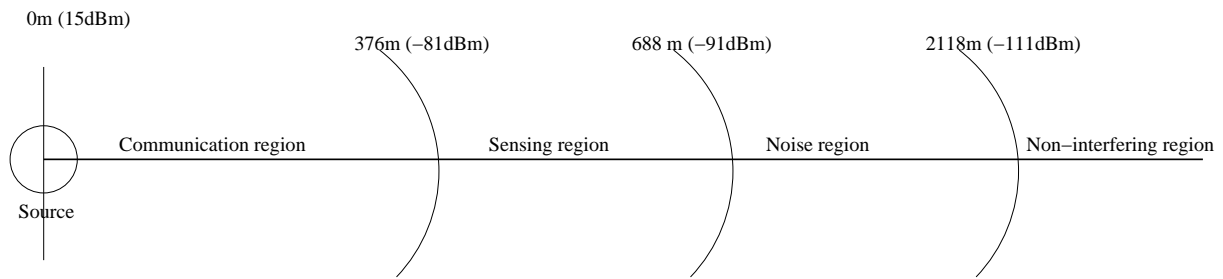 0m (15dBm)
376m (−81dBm)
688 m (−91dBm)
2118m (−111dBm)
Communication region
Sensing region
Noise region
Non−interfering region
Source